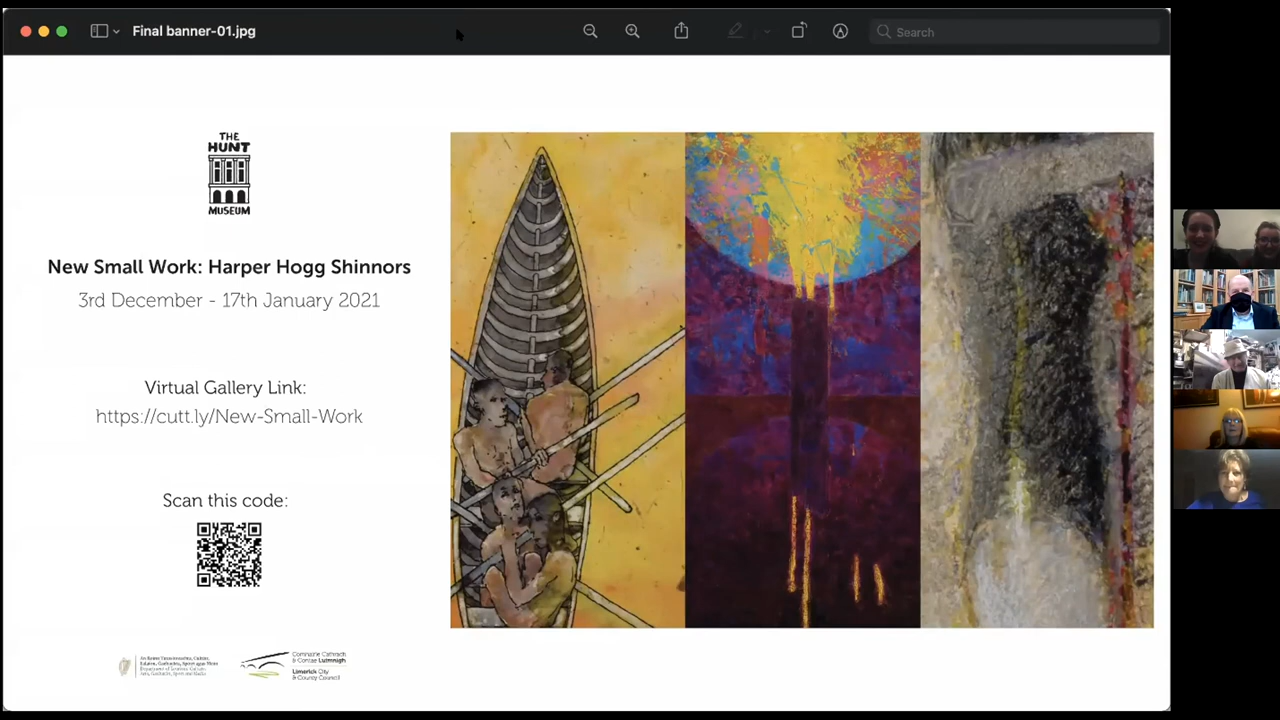 Final banner-01.jpg
Search
THE
HUNT
MUSEUM
New Small Work: Harper Hogg Shinnors
3rd December - 17th January 2021
Virtual Gallery Link:
https://cutt.ly/New-Small-Work
Scan this code:
Comhairle Cathrach
& Contae Luimnigh
Limerick City
& County Council